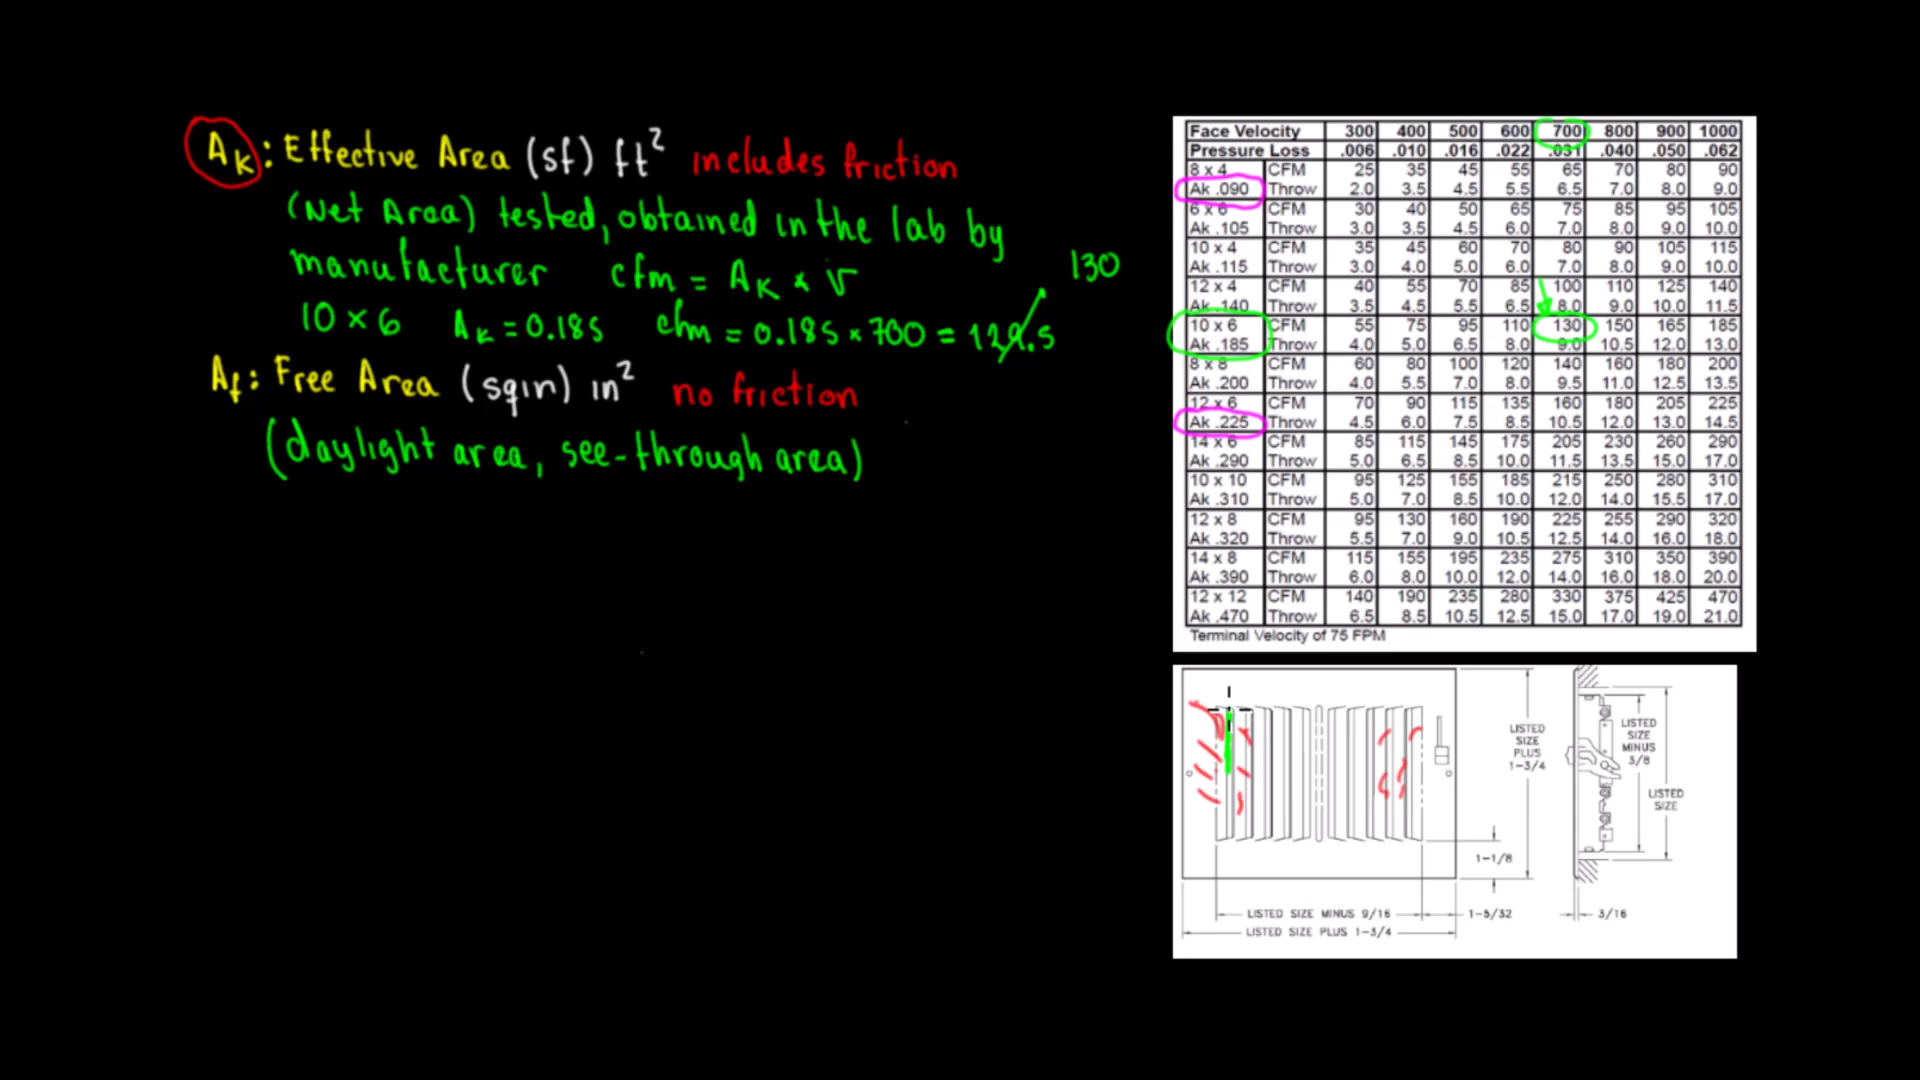 AK : Effective Area (sf) ft² includes friction
(Net Area) tested, obtained in the lab by
manufacturer cfm = AK * V
130
10 × 6 AK = 0.185 cfm = 0.185 * 700 = 129.5
Af : Free Area (sqin) in² no friction
(daylight area, see-through area)
Face Velocity 300 400 500 600 700 800 900 1000
Pressure Loss .006 .010 .016 .022 .031 .040 .050 .062
8 x 4 CFM 25 35 45 55 65 70 80 90
Ak .090 Throw 2.0 3.5 4.5 5.5 6.5 7.0 8.0 9.0
6 x 6 CFM 30 40 50 65 75 85 95 105
Ak .105 Throw 3.0 3.5 4.5 6.0 7.0 8.0 9.0 10.0
10 x 4 CFM 35 45 60 70 80 90 105 115
Ak .115 Throw 3.0 4.0 5.0 6.0 7.0 8.0 9.0 10.0
12 x 4 CFM 40 55 70 85 100 110 125 140
Ak .140 Throw 3.5 4.5 5.5 6.5 8.0 9.0 10.0 11.5
10 x 6 CFM 55 75 95 110 130 150 165 185
Ak .185 Throw 4.0 5.0 6.5 8.0 9.0 10.5 12.0 13.0
8 x 8 CFM 60 80 100 120 140 160 180 200
Ak .200 Throw 4.0 5.5 7.0 8.0 9.5 11.0 12.5 13.5
12 x 6 CFM 70 90 115 135 160 180 205 225
Ak .225 Throw 4.5 6.0 7.5 8.5 10.5 12.0 13.0 14.5
14 x 6 CFM 85 115 145 175 205 230 260 290
Ak .290 Throw 5.0 6.5 8.5 10.0 11.5 13.5 15.0 17.0
10 x 10 CFM 95 125 155 185 215 250 280 310
Ak .310 Throw 5.0 7.0 8.5 10.0 12.0 14.0 15.5 17.0
12 x 8 CFM 95 130 160 190 225 255 290 320
Ak .320 Throw 5.5 7.0 9.0 10.5 12.5 14.0 16.0 18.0
14 x 8 CFM 115 155 195 235 275 310 350 390
Ak .390 Throw 6.0 8.0 10.0 12.0 14.0 16.0 18.0 20.0
12 x 12 CFM 140 190 235 280 330 375 425 470
Ak .470 Throw 6.5 8.5 10.5 12.5 15.0 17.0 19.0 21.0
Terminal Velocity of 75 FPM
LISTED
SIZE
PLUS
1-3/4
LISTED
SIZE
MINUS
3/8
LISTED
SIZE
1-1/8
LISTED SIZE MINUS 9/16
1-5/32
3/16
LISTED SIZE PLUS 1-3/4